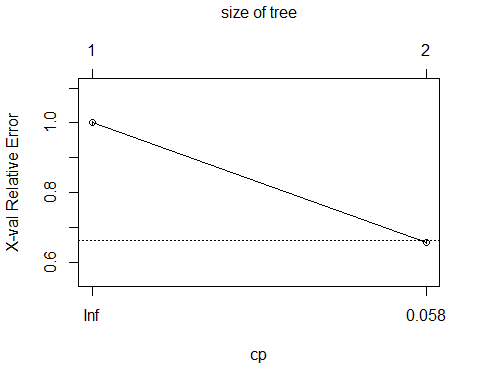 size of tree
1 2
X-val Relative Error
1.0
0.8
0.6
Inf 0.058
cp